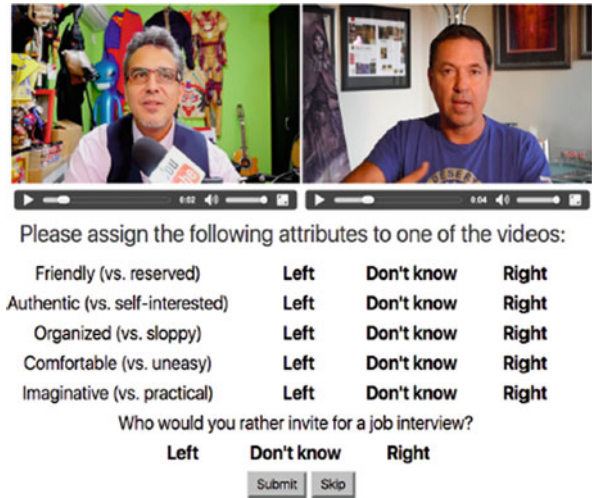 You
Tube
DESERT
0:02
0:04
Please assign the following attributes to one of the videos:
Friendly (vs. reserved) Left Don't know Right
Authentic (vs. self-interested) Left Don't know Right
Organized (vs. sloppy) Left Don't know Right
Comfortable (vs. uneasy) Left Don't know Right
Imaginative (vs. practical) Left Don't know Right
Who would you rather invite for a job interview?
Left Don't know Right
Submit Skip